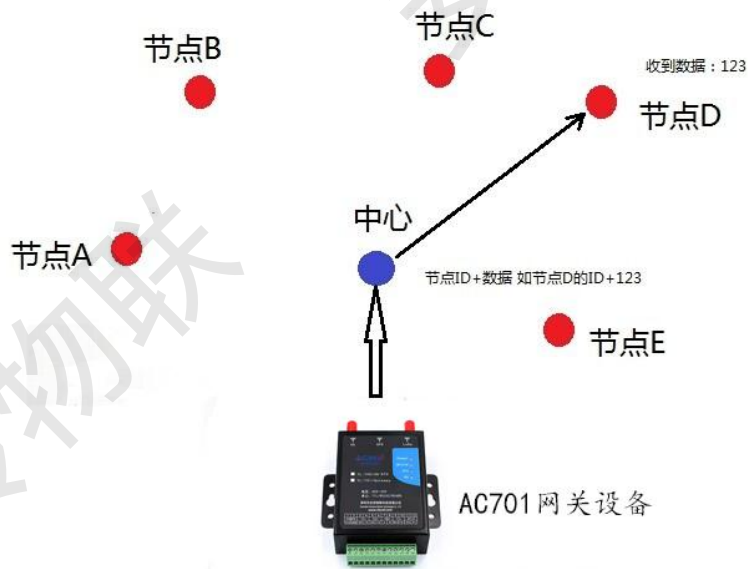 节点C
节点B
收到数据：123
节点D
中心
节点A
节点ID+数据 如节点D的ID+123
节点E
AC701网关设备
物联